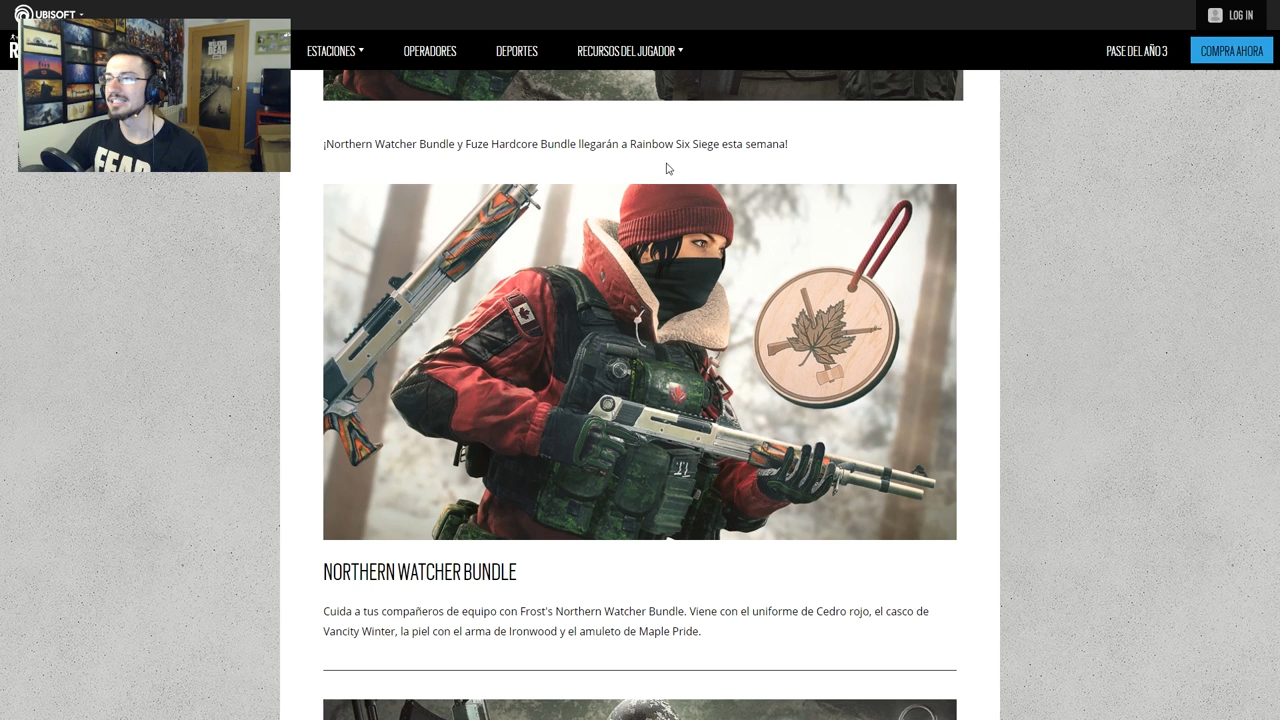 UBISOFT
LOG IN
R
ESTACIONES
OPERADORES
DEPORTES
RECURSOS DEL JUGADOR
PASE DEL AÑO 3
COMPRA AHORA
FEAR
¡Northern Watcher Bundle y Fuze Hardcore Bundle llegarán a Rainbow Six Siege esta semana!
NORTHERN WATCHER BUNDLE
Cuida a tus compañeros de equipo con Frost's Northern Watcher Bundle. Viene con el uniforme de Cedro rojo, el casco de
Vancity Winter, la piel con el arma de Ironwood y el amuleto de Maple Pride.